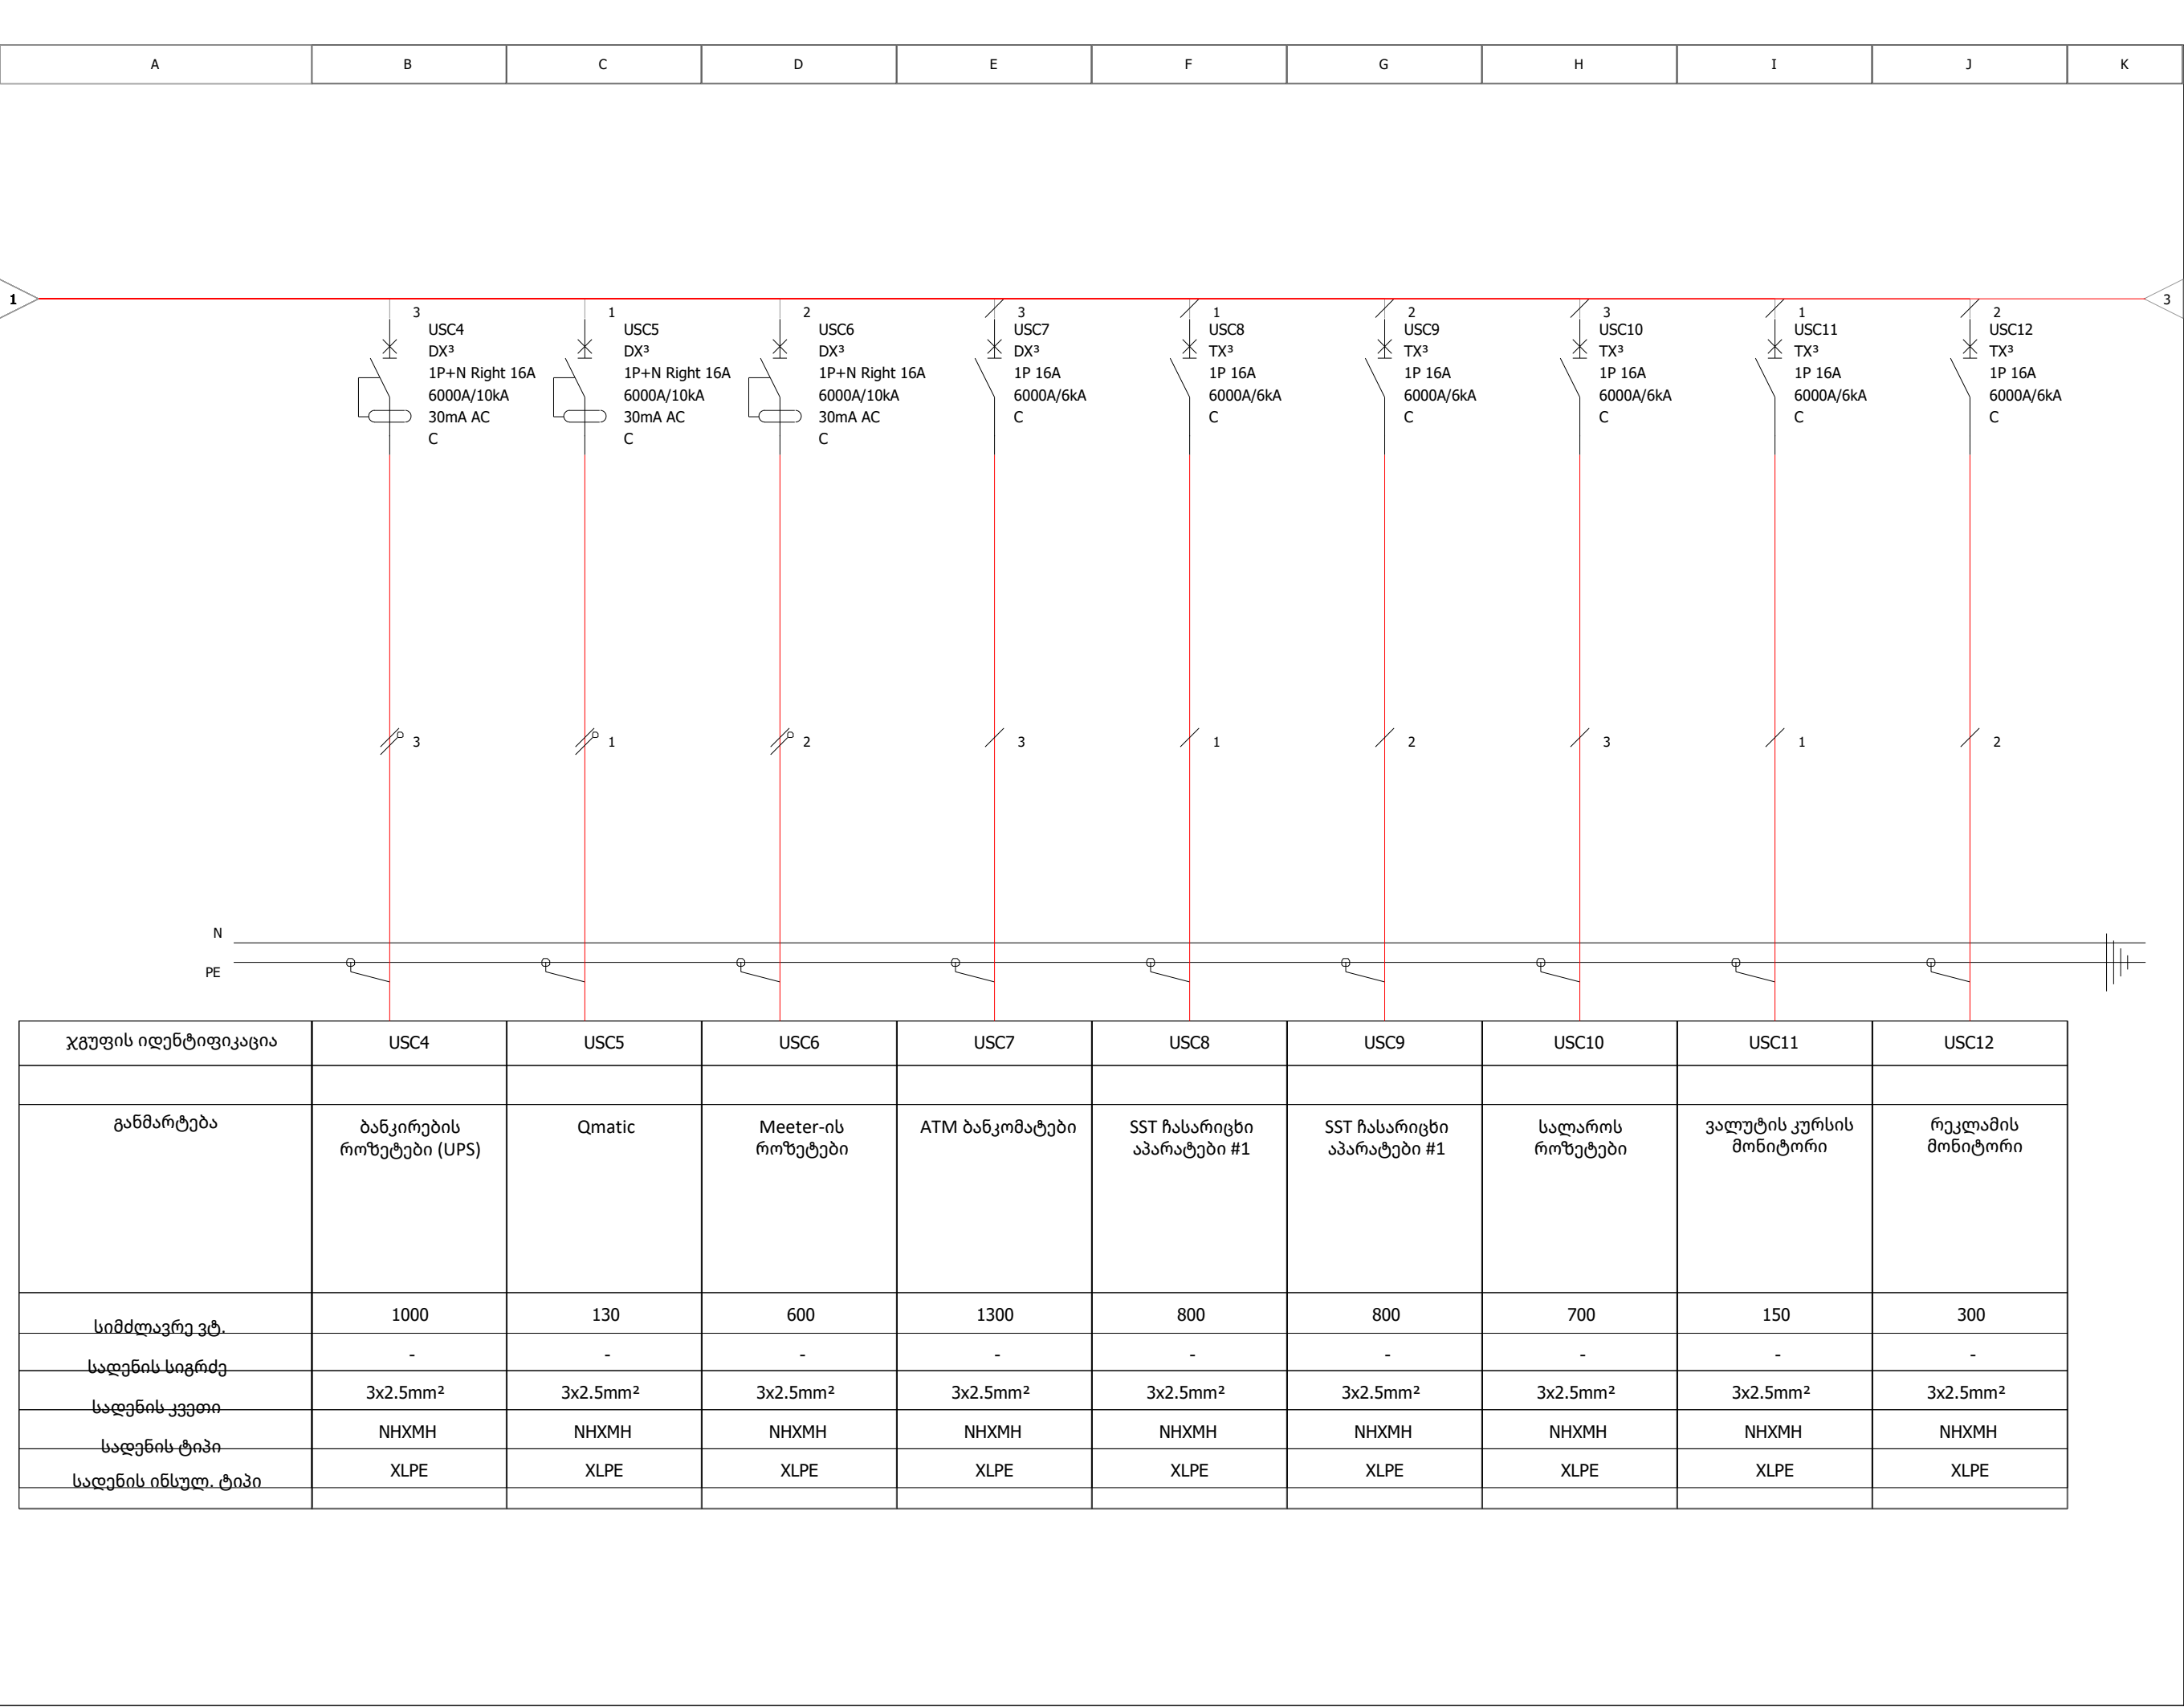 A B C D E F G H I J K
1
3
3
USC4
DX³
1P+N Right 16A
6000A/10kA
30mA AC
C
1
USC5
DX³
1P+N Right 16A
6000A/10kA
30mA AC
C
2
USC6
DX³
1P+N Right 16A
6000A/10kA
30mA AC
C
3
USC7
DX³
1P 16A
6000A/6kA
C
1
USC8
TX³
1P 16A
6000A/6kA
C
2
USC9
TX³
1P 16A
6000A/6kA
C
3
USC10
TX³
1P 16A
6000A/6kA
C
1
USC11
TX³
1P 16A
6000A/6kA
C
2
USC12
TX³
1P 16A
6000A/6kA
C
3 1 2 3 1 2 3 1 2
N
PE
ჯგუფის იდენტიფიკაცია USC4 USC5 USC6 USC7 USC8 USC9 USC10 USC11 USC12
განმარტება
ბანკირების
როზეტები (UPS)
Qmatic
Meeter-ის
როზეტები
ATM ბანკომატები
SST ჩასარიცხი
აპარატები #1
SST ჩასარიცხი
აპარატები #1
სალაროს
როზეტები
ვალუტის კურსის
მონიტორი
რეკლამის
მონიტორი
სიმძლავრე ვტ. 1000 130 600 1300 800 800 700 150 300
სადენის სიგრძე - - - - - - - - -
სადენის კვეთი 3x2.5mm² 3x2.5mm² 3x2.5mm² 3x2.5mm² 3x2.5mm² 3x2.5mm² 3x2.5mm² 3x2.5mm² 3x2.5mm²
სადენის ტიპი NHXMH NHXMH NHXMH NHXMH NHXMH NHXMH NHXMH NHXMH NHXMH
სადენის ინსულ. ტიპი XLPE XLPE XLPE XLPE XLPE XLPE XLPE XLPE XLPE